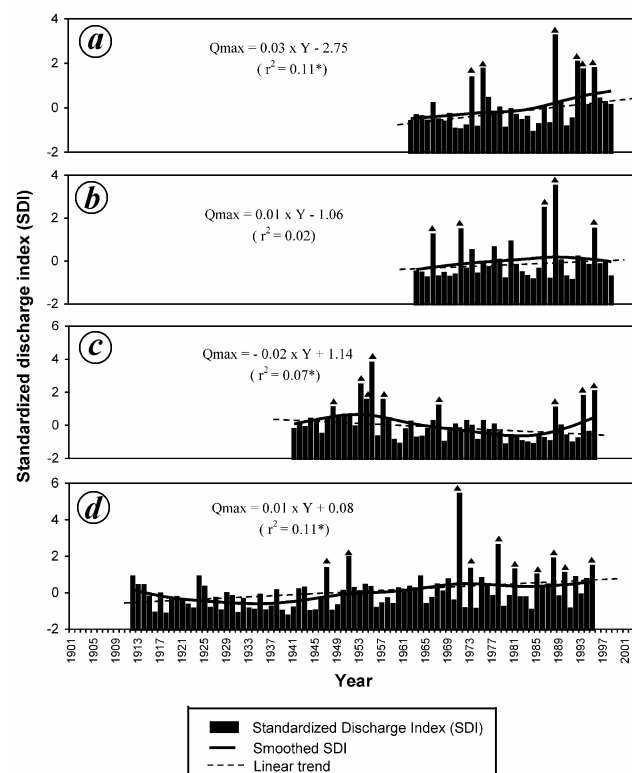 Standardized discharge index (SDI)
a
Qmax = 0.03 x Y - 2.75
( r² = 0.11*)
4
2
0
-2
b
Qmax = 0.01 x Y - 1.06
( r² = 0.02)
4
2
0
-2
c
Qmax = - 0.02 x Y + 1.14
( r² = 0.07*)
6
4
2
0
-2
d
Qmax = 0.01 x Y + 0.08
( r² = 0.11*)
6
4
2
0
-2
1901 1905 1909 1913 1917 1921 1925 1929 1933 1937 1941 1945 1949 1953 1957 1961 1965 1969 1973 1977 1981 1985 1989 1993 1997 2001
Year
Standardized Discharge Index (SDI)
Smoothed SDI
Linear trend